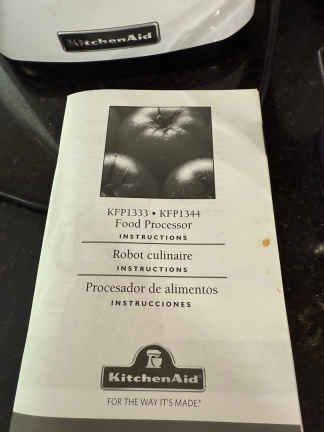 KitchenAid
KFP1333 • KFP1344
Food Processor
INSTRUCTIONS
Robot culinaire
INSTRUCTIONS
Procesador de alimentos
INSTRUCCIONES
KitchenAid
FOR THE WAY IT'S MADE.®